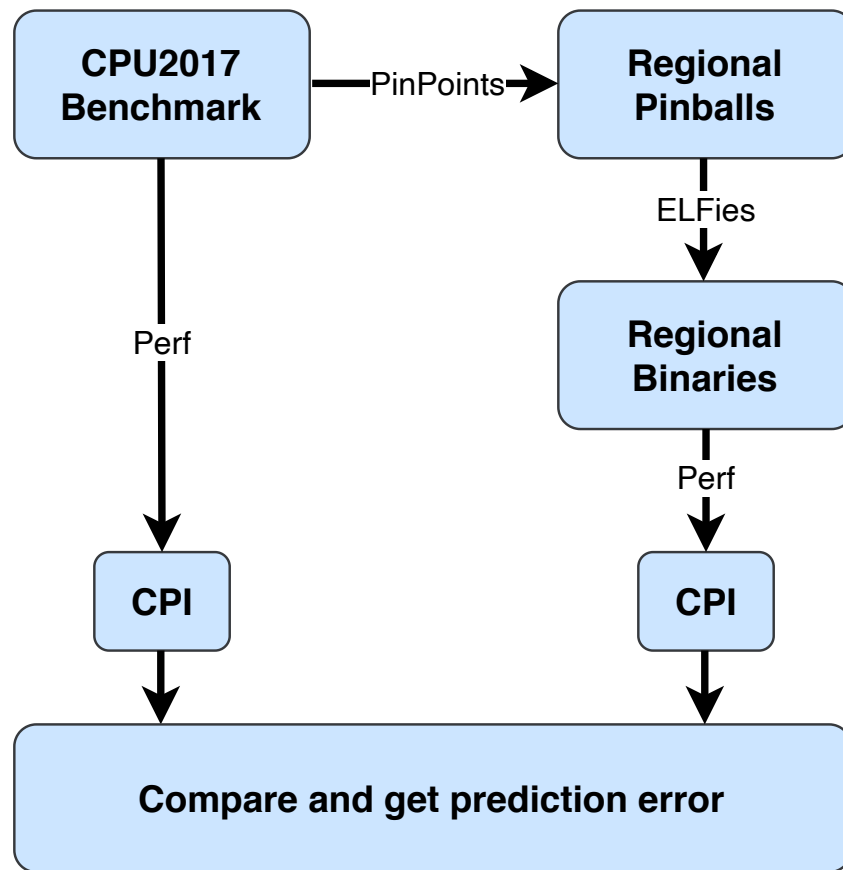 CPU2017
Benchmark
PinPoints
Regional
Pinballs
ELFies
Regional
Binaries
Perf
Perf
CPI
CPI
Compare and get prediction error